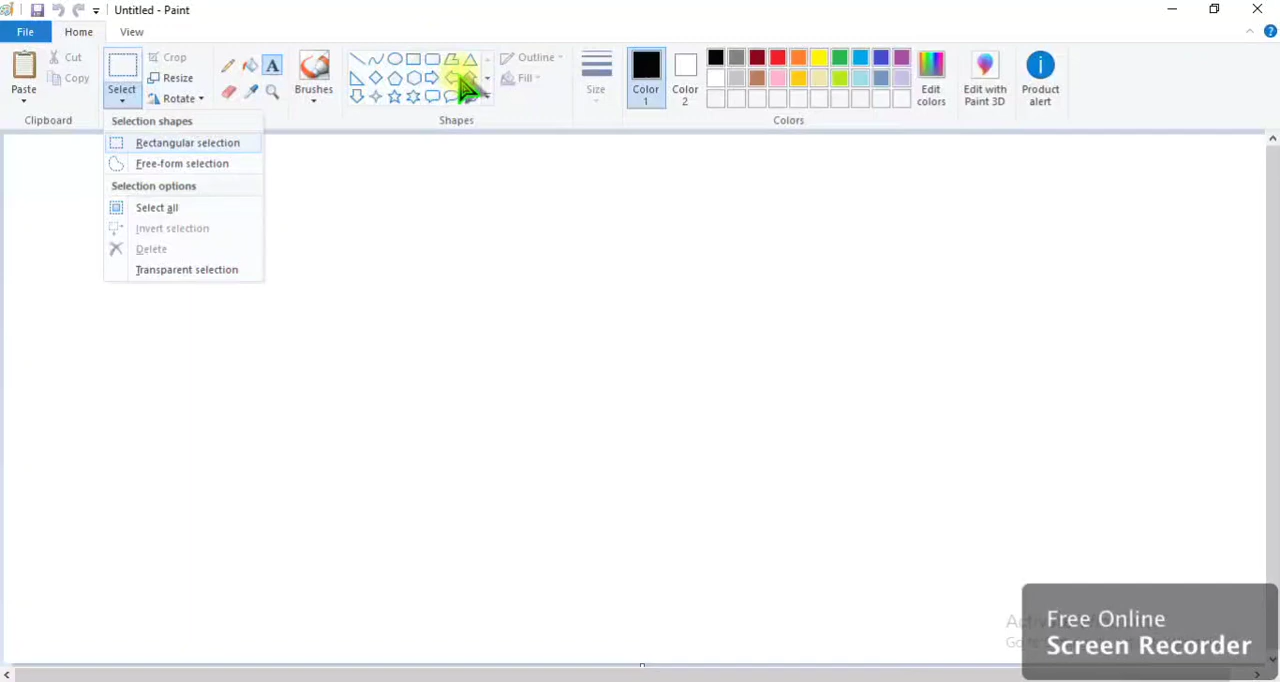 Untitled - Paint
File Home View
Paste
Cut
Copy
Clipboard
Select
Crop
Resize
Rotate
A
Brushes
Shapes
Outline
Fill
Size
Color 1
Color 2
Colors
Edit colors
Edit with Paint 3D
Product alert
Selection shapes
Rectangular selection
Free-form selection
Selection options
Select all
Invert selection
Delete
Transparent selection
Free Online
Screen Recorder